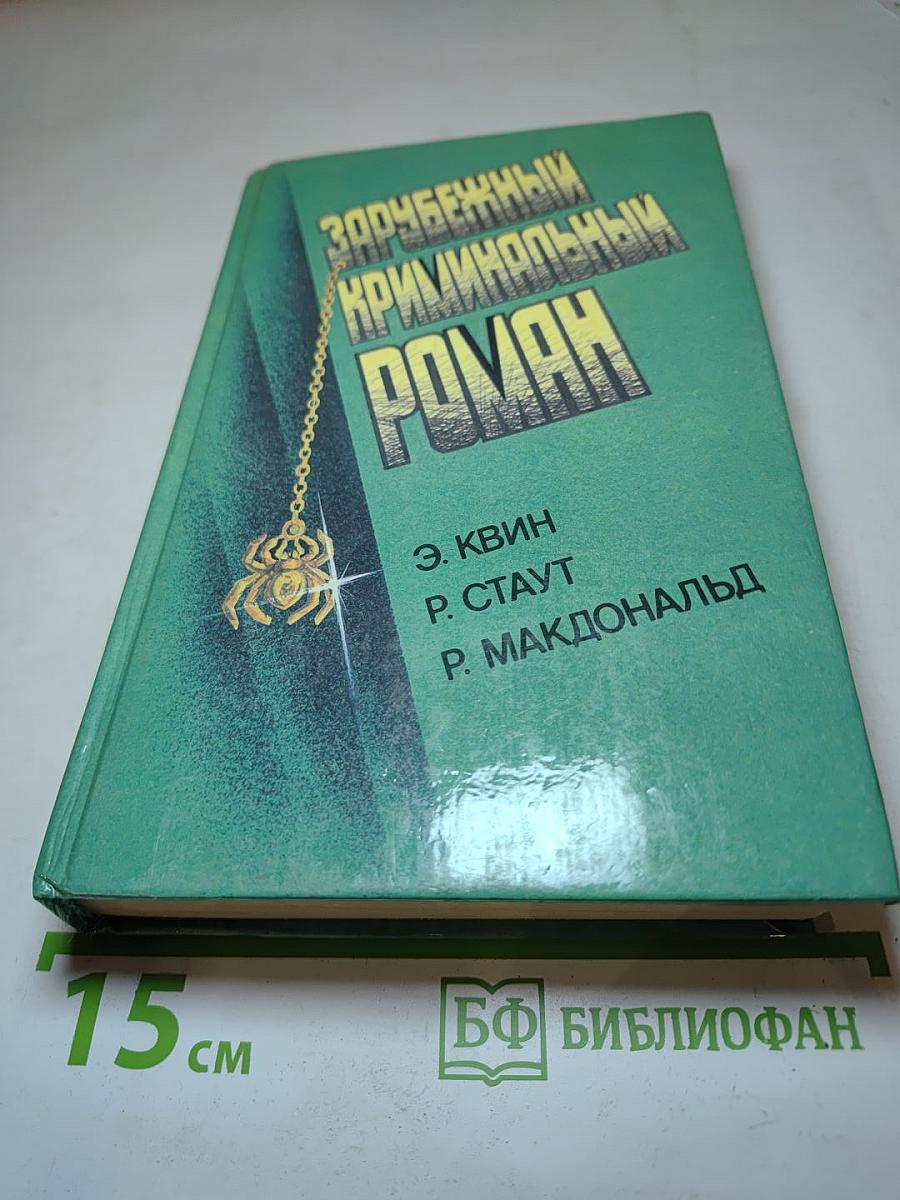 ЗАРУБЕЖНЫЙ
КРИМИНАЛЬНЫЙ
РОМАН
Э. КВИН
Р. СТАУТ
Р. МАКДОНАЛЬД
15 см
БФ БИБЛИОФАН